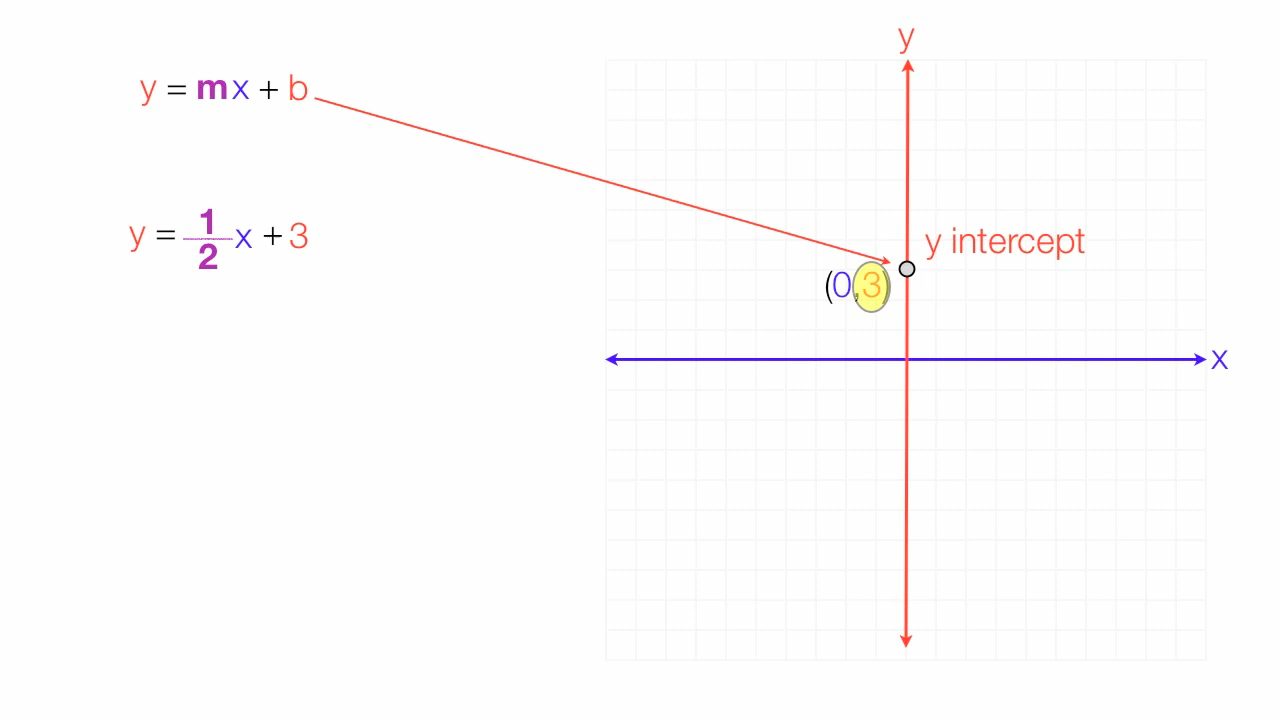 y
y = mx + b
y = 1/2 x + 3
y intercept
(0,3)
x